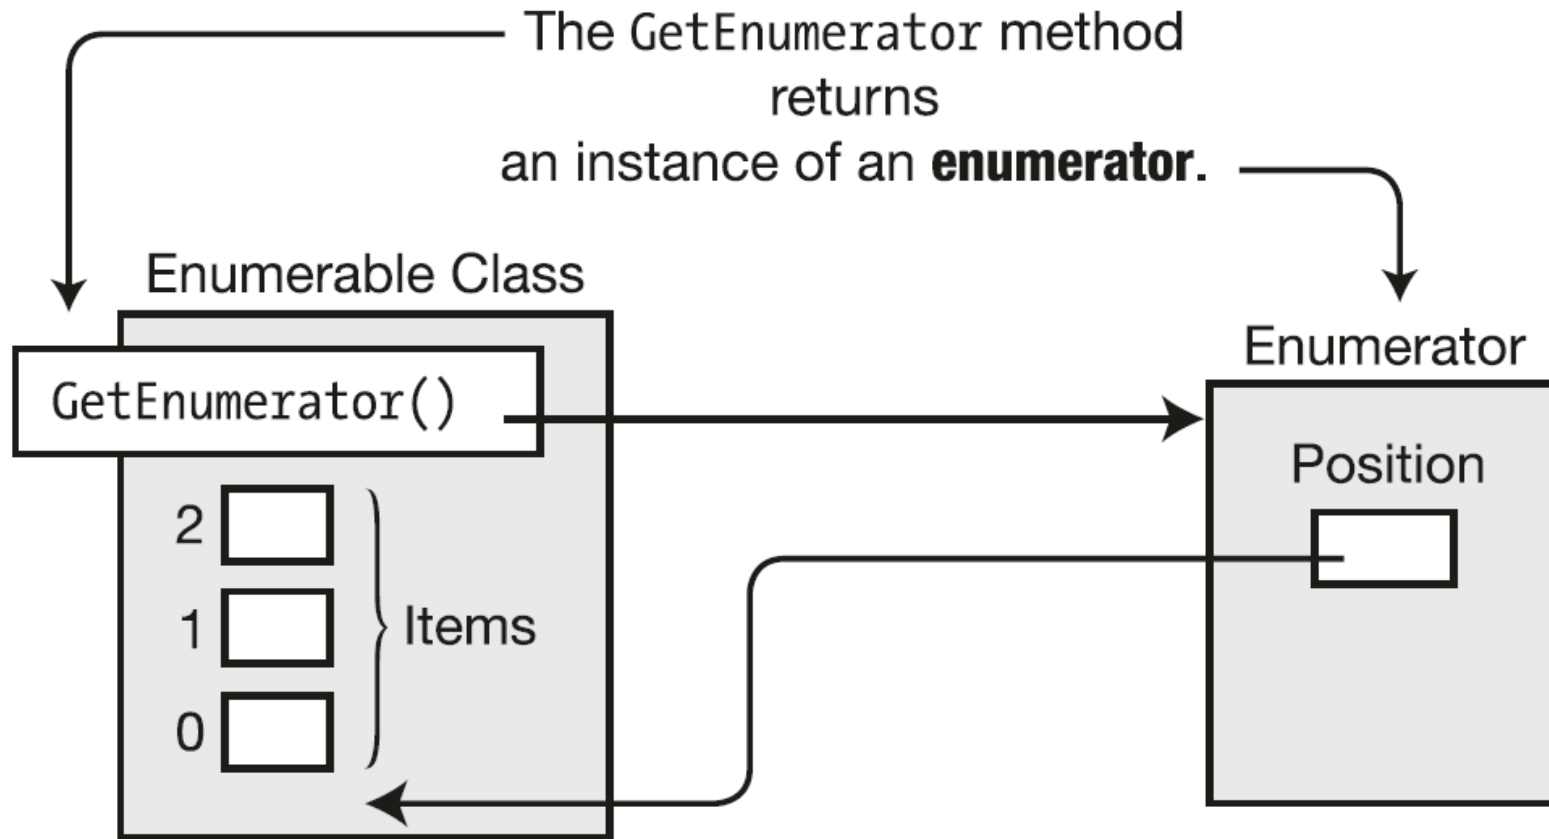 The GetEnumerator method
returns
an instance of an enumerator.
Enumerable Class
GetEnumerator()
2
1
0
Items
Enumerator
Position